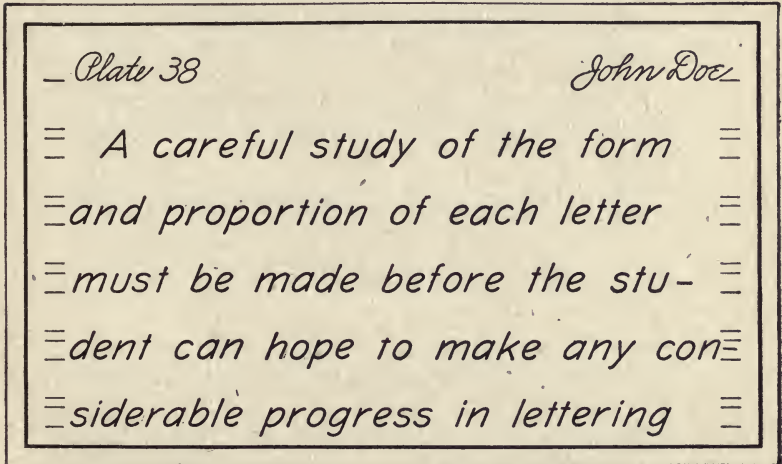 Plate 38 John Doe
A careful study of the form
and proportion of each letter
must be made before the stu-
dent can hope to make any con-
siderable progress in lettering